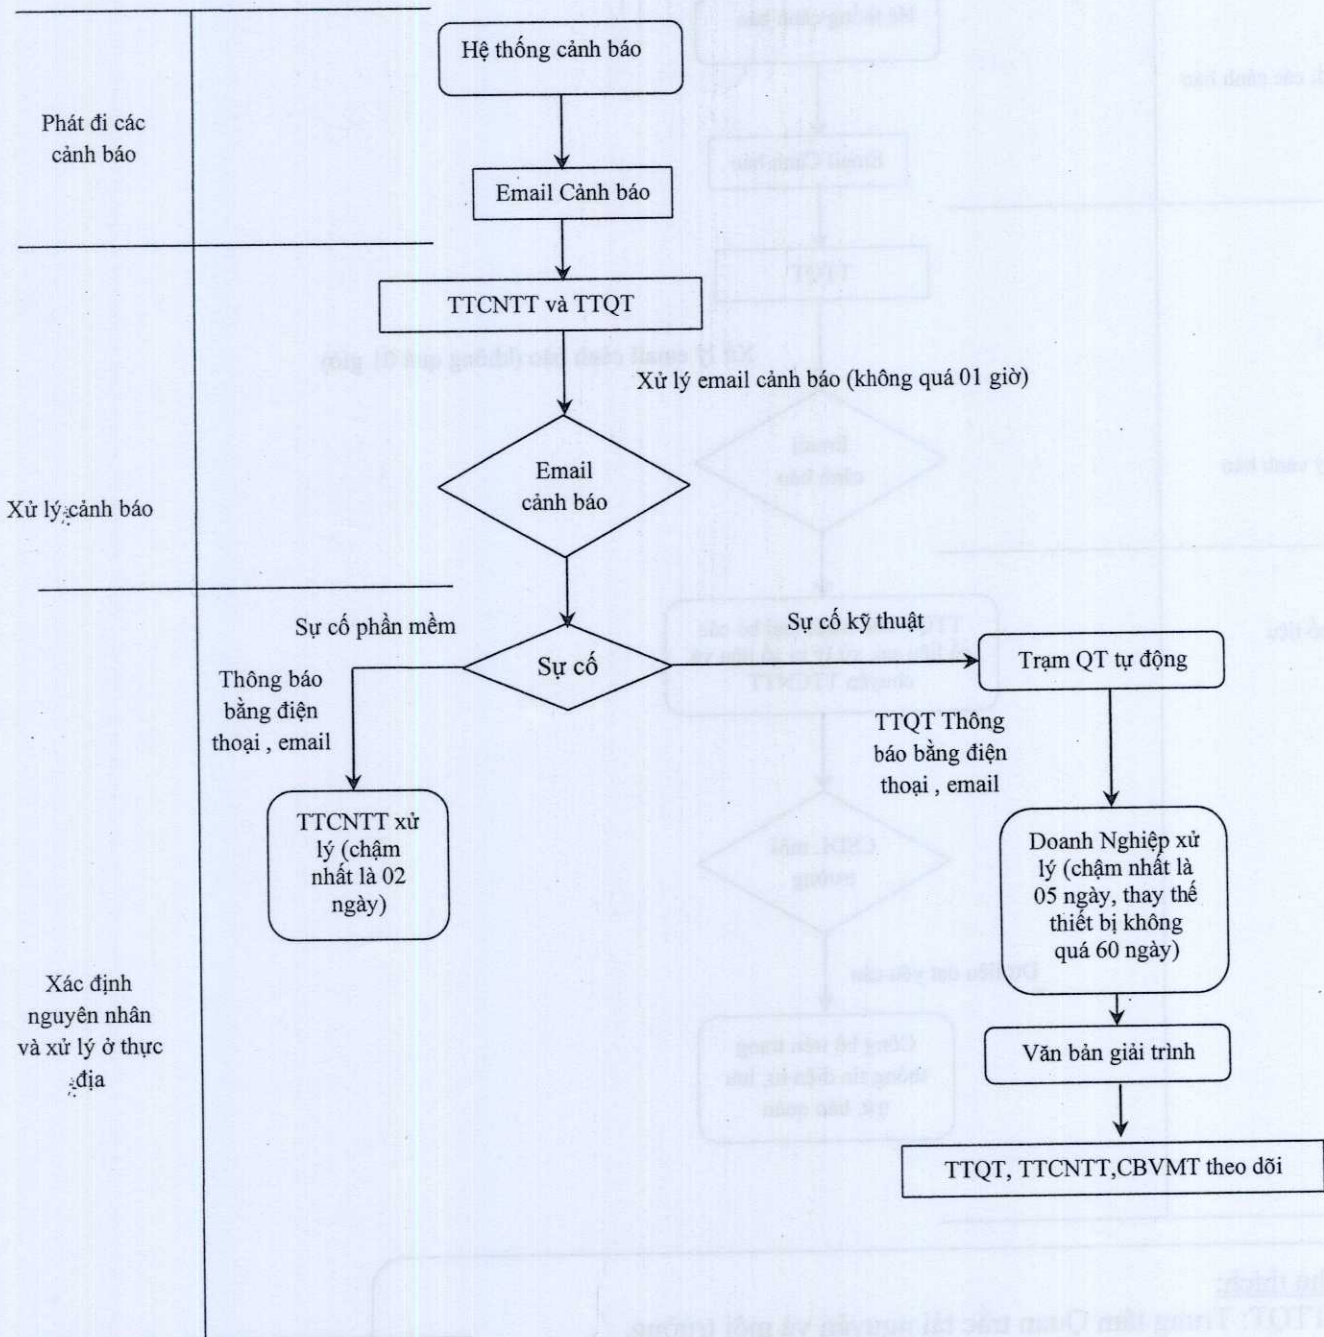 Hệ thống cảnh báo
Phát đi các
cảnh báo
Email Cảnh báo
TTCNTT và TTQT
Xử lý email cảnh báo (không quá 01 giờ)
Email
cảnh báo
Xử lý cảnh báo
Sự cố phần mềm
Sự cố kỹ thuật
Sự cố
Trạm QT tự động
Thông báo
bằng điện
thoại , email
TTQT Thông
báo bằng điện
thoại , email
TTCNTT xử
lý (chậm
nhất là 02
ngày)
Doanh Nghiệp xử
lý (chậm nhất là
05 ngày, thay thế
thiết bị không
quá 60 ngày)
Xác định
nguyên nhân
và xử lý ở thực
địa
Văn bản giải trình
TTQT, TTCNTT,CBVMT theo dõi